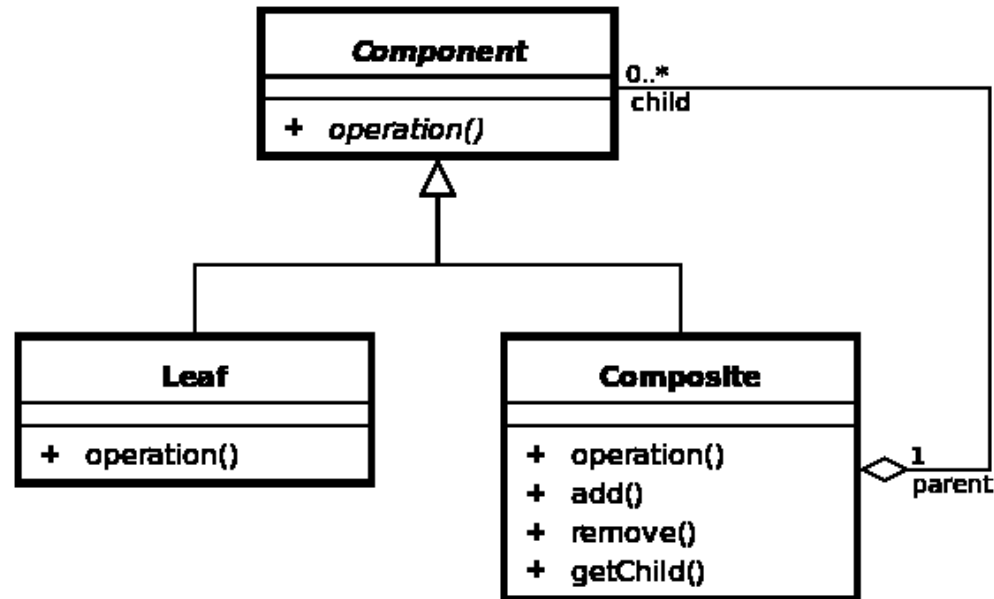 Component
+ operation()
0..*
child
Leaf
+ operation()
Composite
+ operation()
+ add()
+ remove()
+ getChild()
1
parent